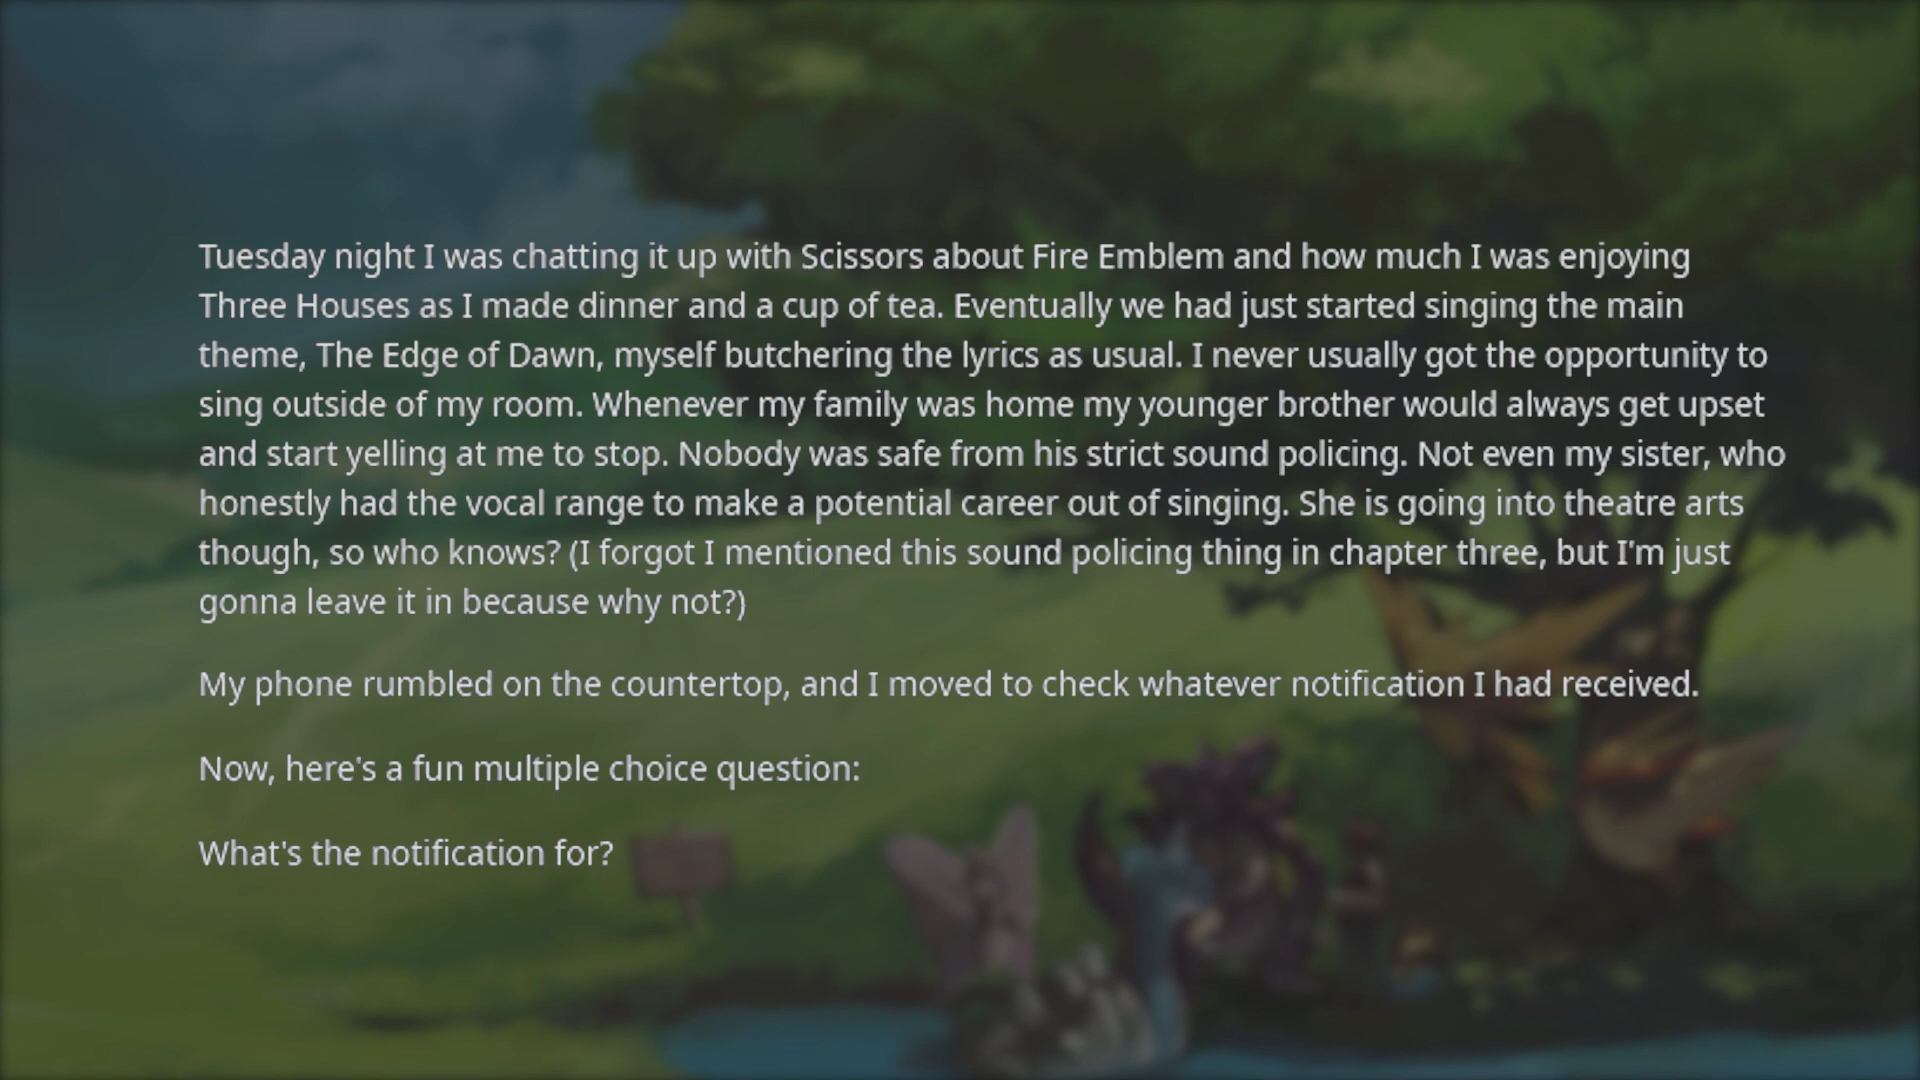 Tuesday night I was chatting it up with Scissors about Fire Emblem and how much I was enjoying
Three Houses as I made dinner and a cup of tea. Eventually we had just started singing the main
theme, The Edge of Dawn, myself butchering the lyrics as usual. I never usually got the opportunity to
sing outside of my room. Whenever my family was home my younger brother would always get upset
and start yelling at me to stop. Nobody was safe from his strict sound policing. Not even my sister, who
honestly had the vocal range to make a potential career out of singing. She is going into theatre arts
though, so who knows? (I forgot I mentioned this sound policing thing in chapter three, but I'm just
gonna leave it in because why not?)
My phone rumbled on the countertop, and I moved to check whatever notification I had received.
Now, here's a fun multiple choice question:
What's the notification for?